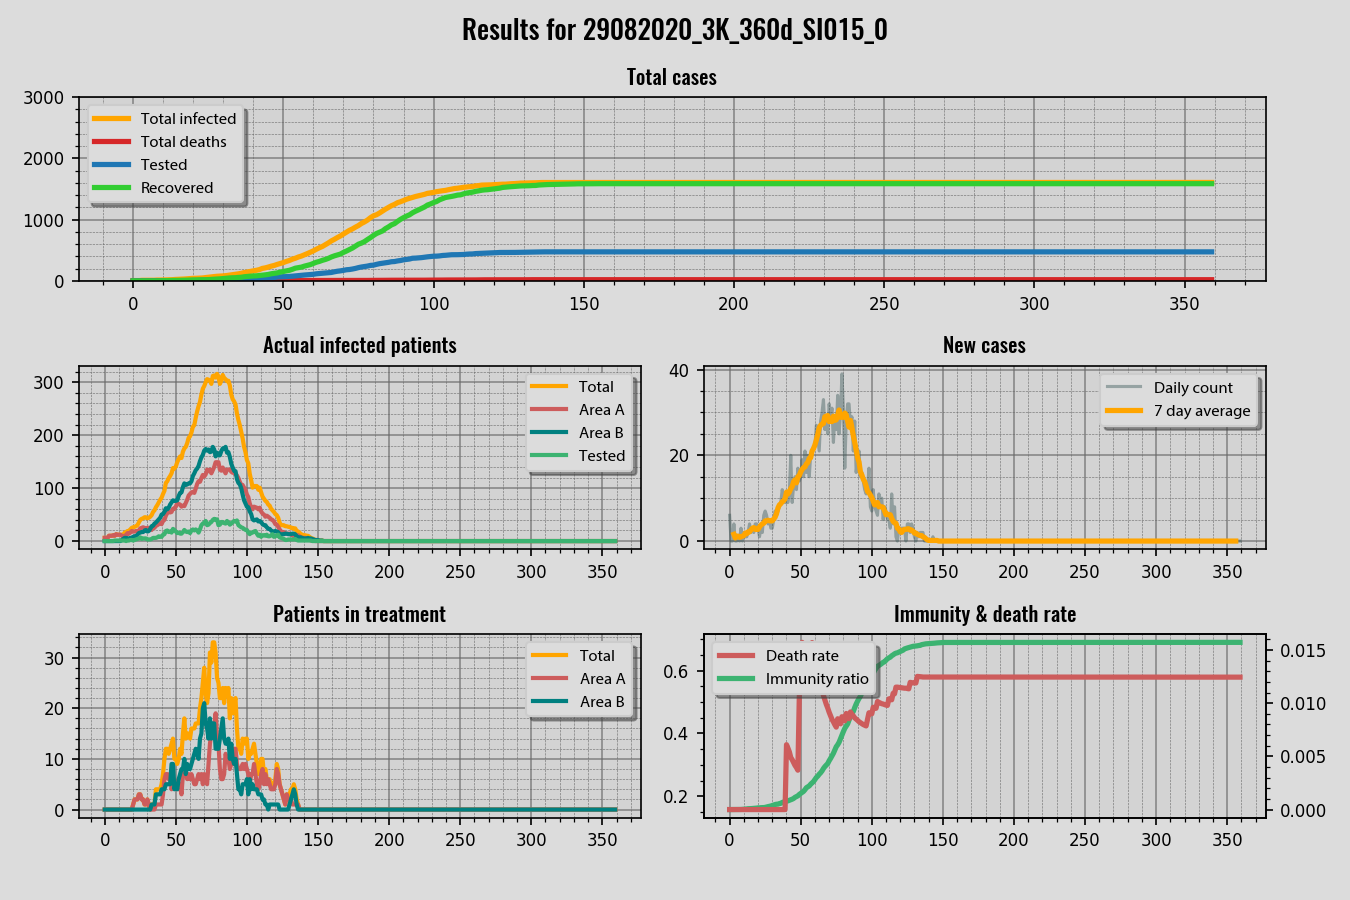 Results for 29082020_3K_360d_SI015_0
Total cases
3000
2000
1000
0
Total infected
Total deaths
Tested
Recovered
0 50 100 150 200 250 300 350
Actual infected patients
300
200
100
0
Total
Area A
Area B
Tested
0 50 100 150 200 250 300 350
New cases
40
20
0
Daily count
7 day average
0 50 100 150 200 250 300 350
Patients in treatment
30
20
10
0
Total
Area A
Area B
0 50 100 150 200 250 300 350
Immunity & death rate
0.6
0.4
0.2
Death rate
Immunity ratio
0.015
0.010
0.005
0.000
0 50 100 150 200 250 300 350